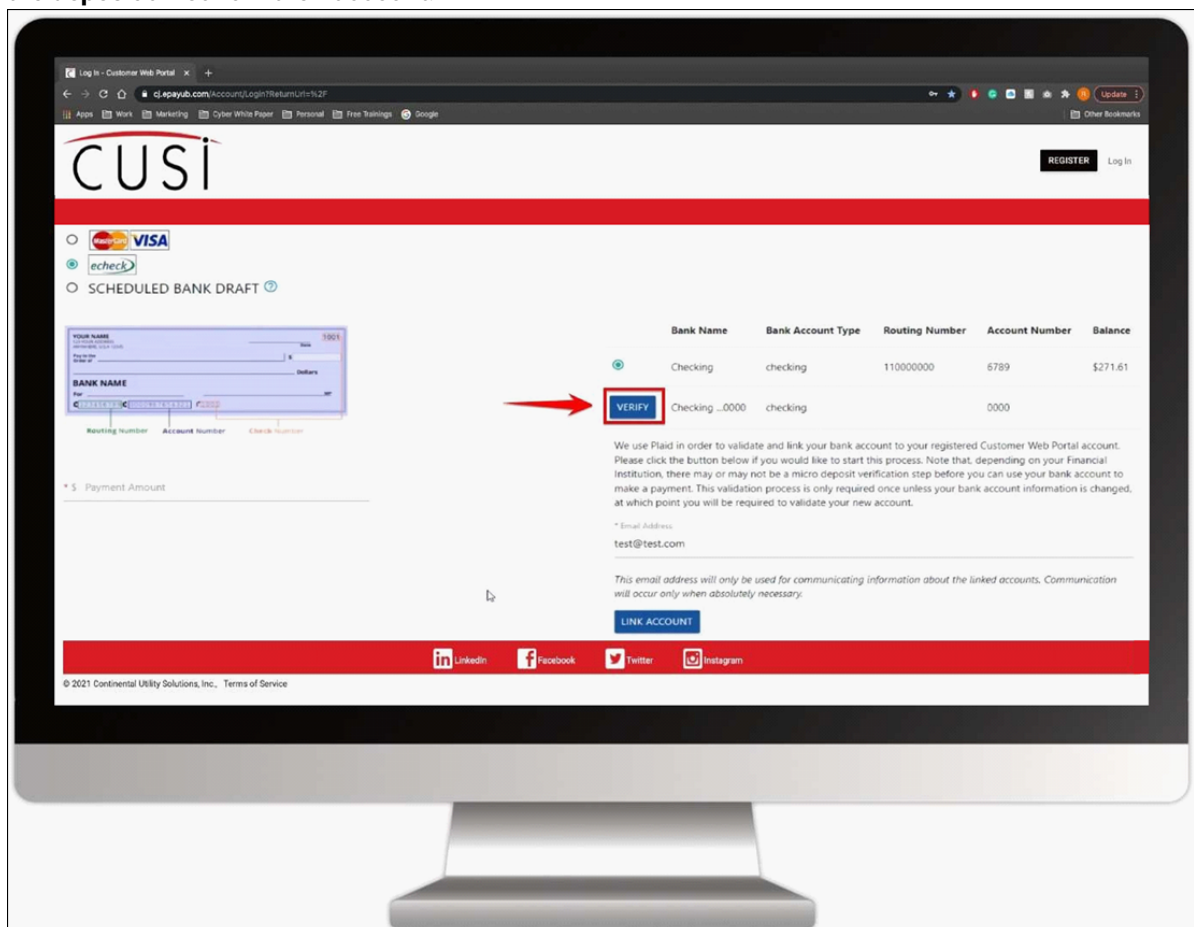 Log In - Customer Web Portal
cj.epayub.com/Account/Login?ReturnUrl=%2F
Update
Apps Work Marketing Cyber White Paper Personal Free Trainings Google
Other Bookmarks
CUSI
REGISTER Log In
MasterCard VISA
echeck
SCHEDULED BANK DRAFT ?
YOUR NAME 1001
Date
Pay to the
Order of $
Dollars
BANK NAME
For
Routing Number Account Number Check Number
* $ Payment Amount
Bank Name Bank Account Type Routing Number Account Number Balance
Checking checking 110000000 6789 $271.61
VERIFY Checking ...0000 checking 0000
We use Plaid in order to validate and link your bank account to your registered Customer Web Portal account.
Please click the button below if you would like to start this process. Note that, depending on your Financial
Institution, there may or may not be a micro deposit verification step before you can use your bank account to
make a payment. This validation process is only required once unless your bank account information is changed,
at which point you will be required to validate your new account.
* Email Address
test@test.com
This email address will only be used for communicating information about the linked accounts. Communication
will occur only when absolutely necessary.
LINK ACCOUNT
in LinkedIn f Facebook Twitter Instagram
© 2021 Continental Utility Solutions, Inc., Terms of Service